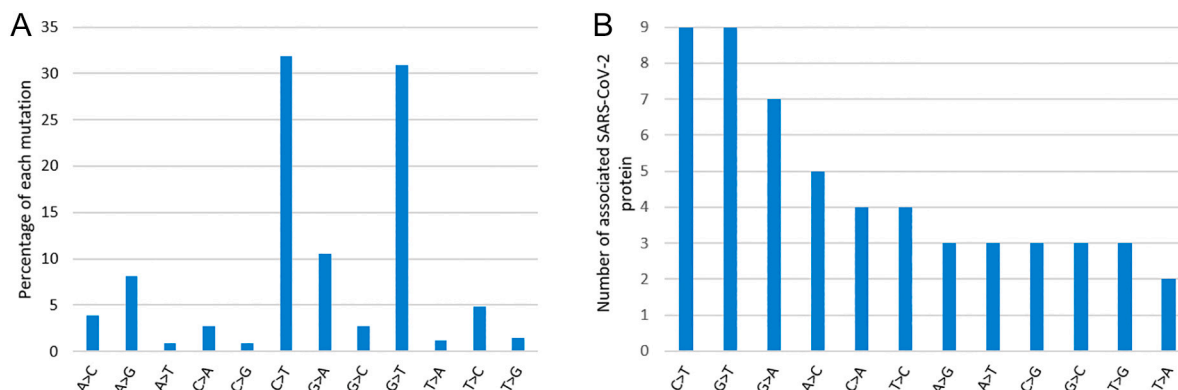 A
Percentage of each mutation
35
30
25
20
15
10
5
0
A>C
A>G
A>T
C>A
C>G
C>T
G>A
G>C
G>T
T>A
T>C
T>G
B
Number of associated SARS-CoV-2
protein
9
8
7
6
5
4
3
2
1
0
C>T
G>T
G>A
A>C
C>A
T>C
A>G
A>T
C>G
G>C
T>G
T>A